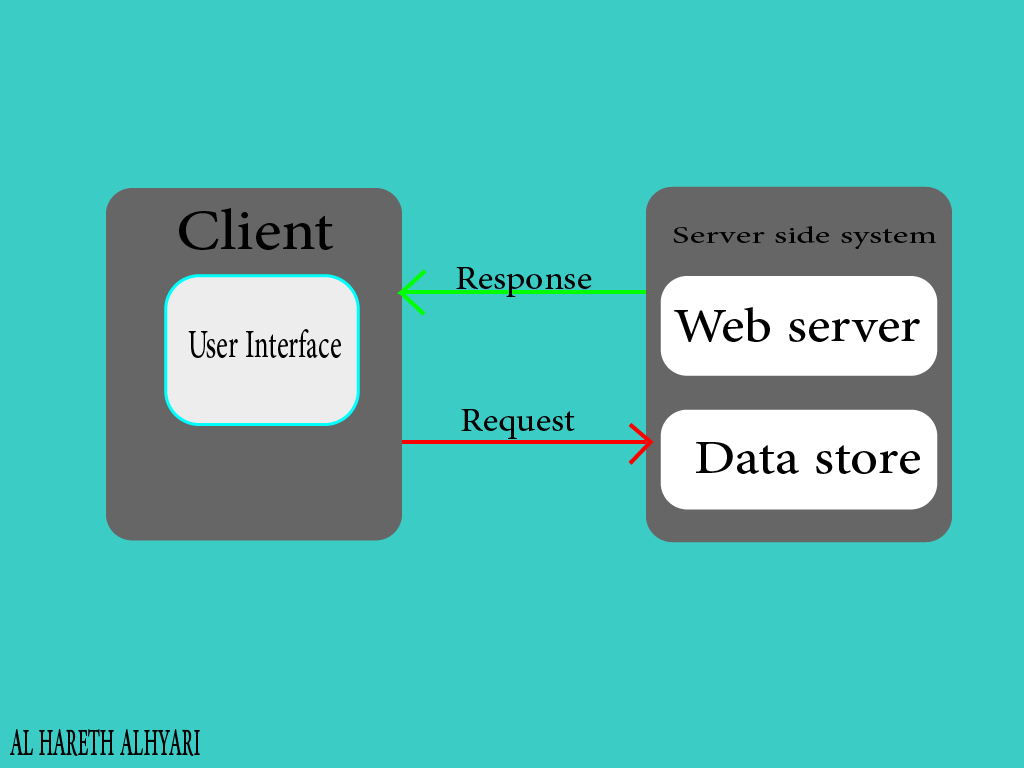 Client
User Interface
Response
Request
Server side system
Web server
Data store
AL HARETH ALHYARI